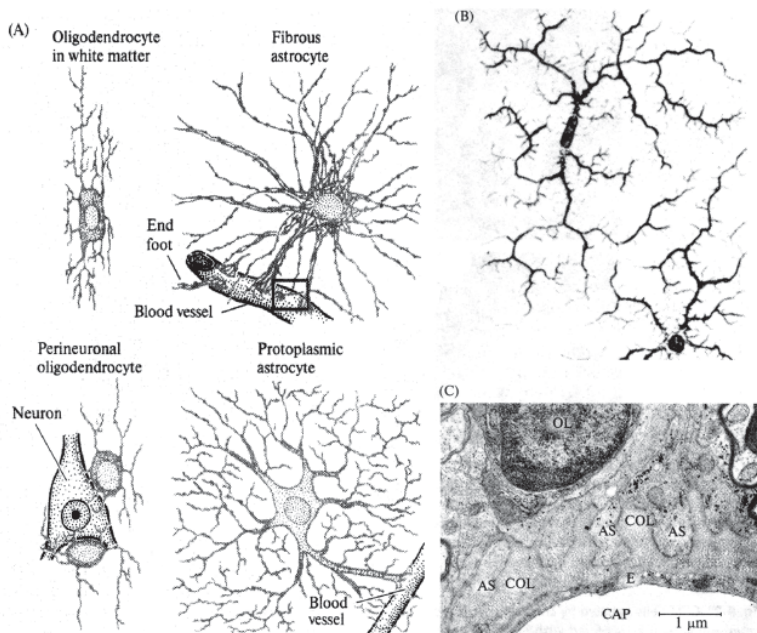 (A)
Oligodendrocyte
in white matter
Fibrous
astrocyte
End
foot
Blood vessel
Perineuronal
oligodendrocyte
Neuron
Protoplasmic
astrocyte
Blood
vessel
(B)
(C)
OL
AS
COL
AS
AS
COL
E
CAP
1 μm